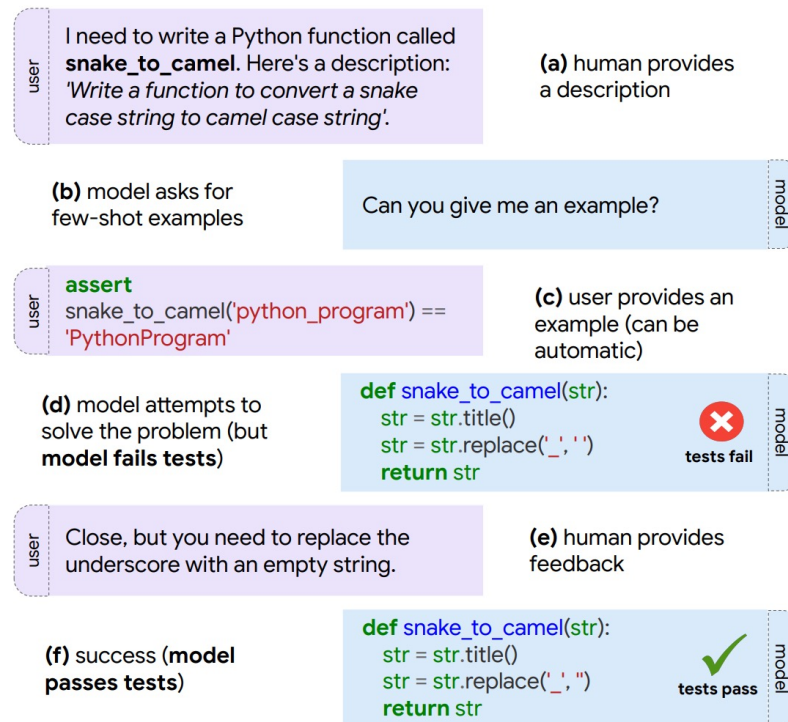 user
I need to write a Python function called
snake_to_camel. Here's a description:
'Write a function to convert a snake
case string to camel case string'.
(a) human provides
a description
(b) model asks for
few-shot examples
Can you give me an example?
model
user
assert
snake_to_camel('python_program') ==
'PythonProgram'
(c) user provides an
example (can be
automatic)
(d) model attempts to
solve the problem (but
model fails tests)
def snake_to_camel(str):
str = str.title()
str = str.replace('_', ' ')
return str
tests fail
model
user
Close, but you need to replace the
underscore with an empty string.
(e) human provides
feedback
(f) success (model
passes tests)
def snake_to_camel(str):
str = str.title()
str = str.replace('_', '')
return str
tests pass
model